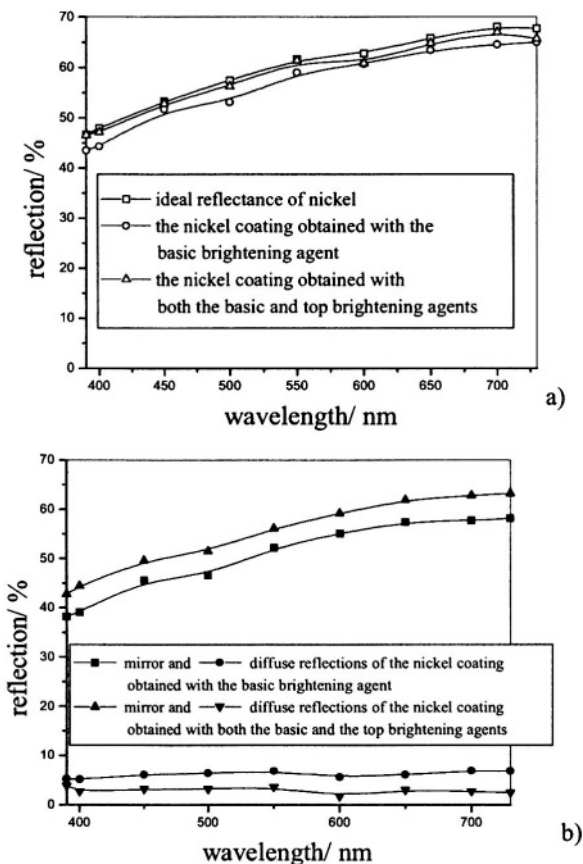 70
60
50
40
30
20
10
0
reflection/ %
ideal reflectance of nickel
the nickel coating obtained with the
basic brightening agent
the nickel coating obtained with
both the basic and top brightening agents
400 450 500 550 600 650 700
wavelength/ nm
a)
70
60
50
40
30
20
10
0
reflection/ %
mirror and diffuse reflections of the nickel coating
obtained with the basic brightening agent
mirror and diffuse reflections of the nickel coating
obtained with both the basic and the top brightening agents
400 500 600 700
wavelength/ nm
b)